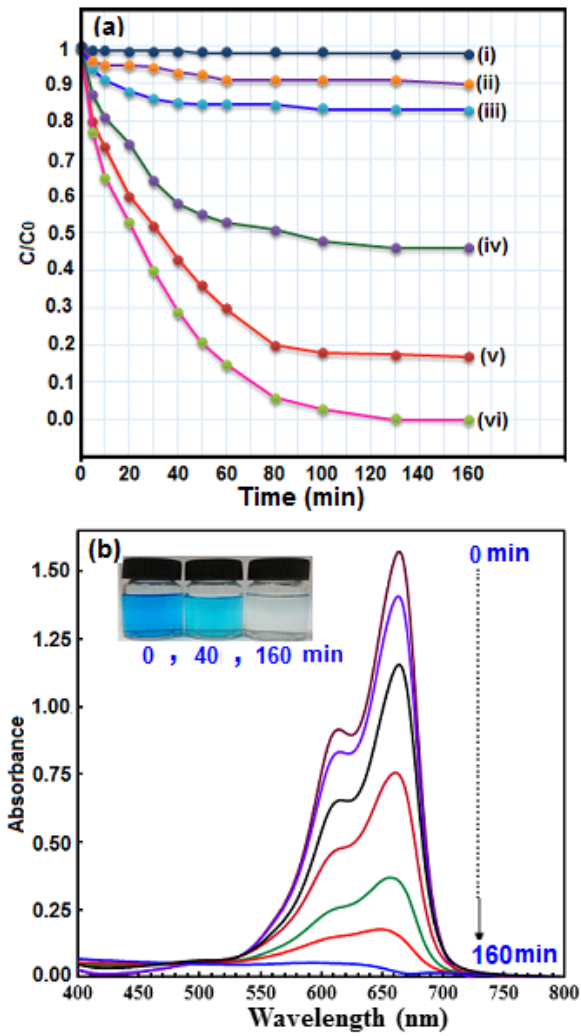 (a)
1
0.9
0.8
0.7
0.6
0.5
0.4
0.3
0.2
0.1
0.0
C/C0
(i)
(ii)
(iii)
(iv)
(v)
(vi)
0 20 40 60 80 100 120 140 160
Time (min)
(b)
0 min
0 , 40 , 160 min
1.50
1.25
1.00
0.75
0.50
0.25
0.00
Absorbance
160min
400 450 500 550 600 650 700 750 800
Wavelength (nm)